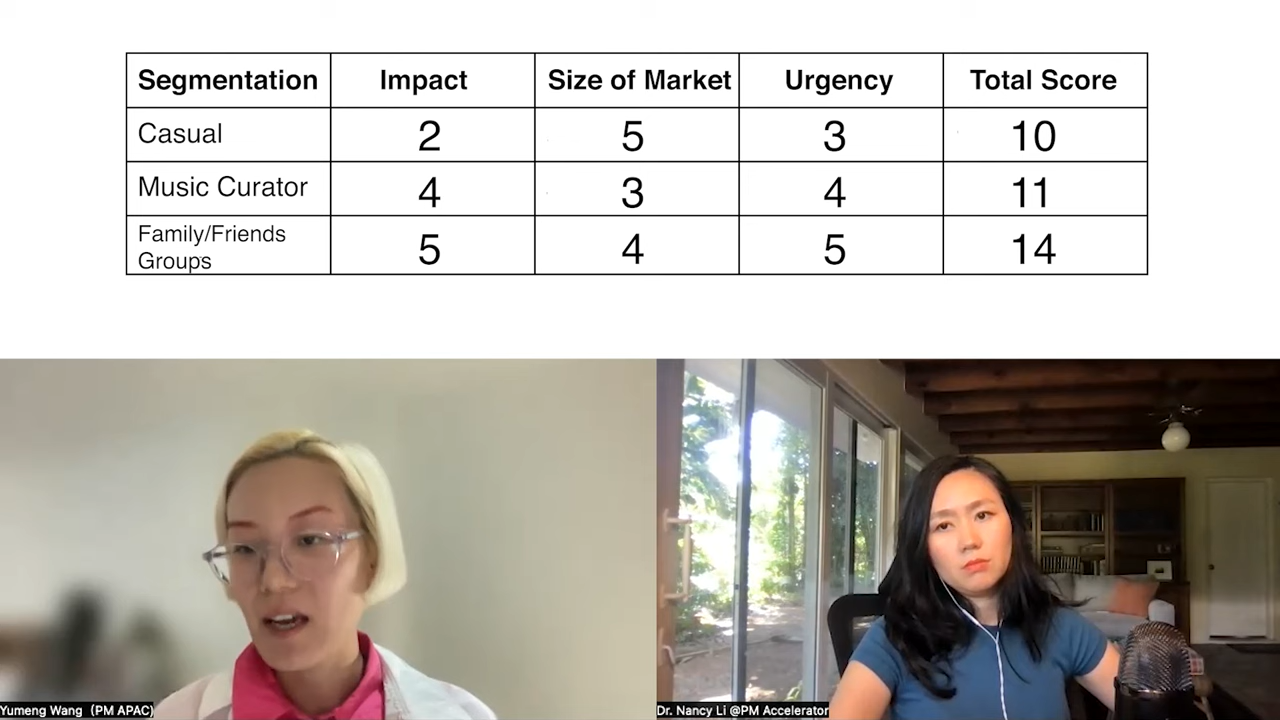 Segmentation Impact Size of Market Urgency Total Score
Casual 2 5 3 10
Music Curator 4 3 4 11
Family/Friends
Groups 5 4 5 14
Yumeng Wang（PM APAC)
Dr. Nancy Li @PM Accelerator